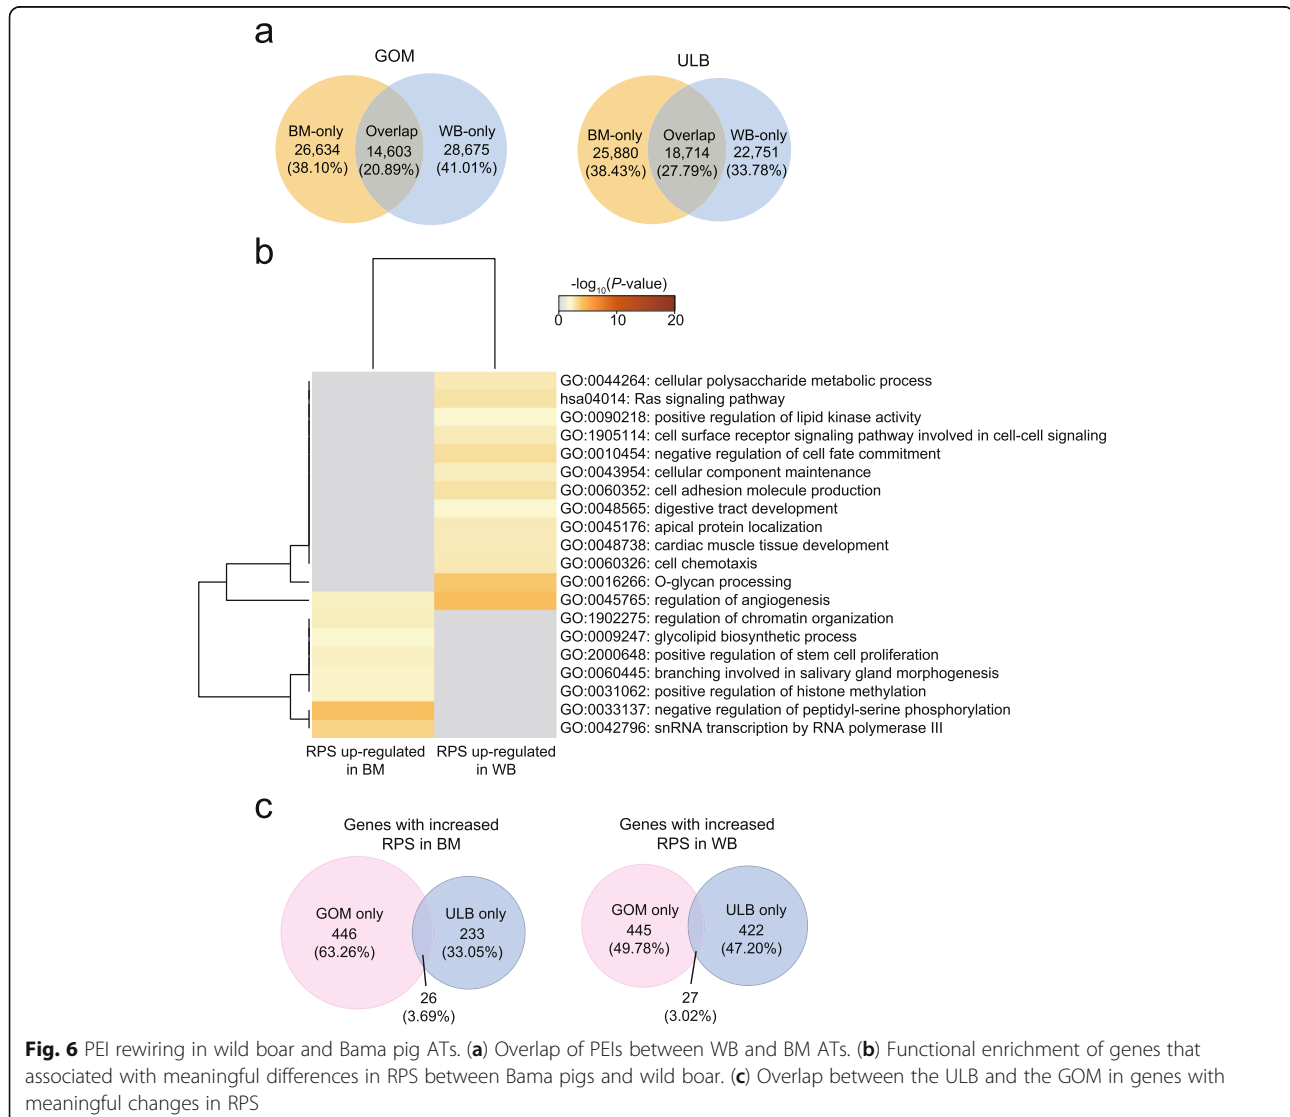 a
GOM
BM-only
26,634
(38.10%)
Overlap
14,603
(20.89%)
WB-only
28,675
(41.01%)
ULB
BM-only
25,880
(38.43%)
Overlap
18,714
(27.79%)
WB-only
22,751
(33.78%)
b
-log10(P-value)
0 10 20
GO:0044264: cellular polysaccharide metabolic process
hsa04014: Ras signaling pathway
GO:0090218: positive regulation of lipid kinase activity
GO:1905114: cell surface receptor signaling pathway involved in cell-cell signaling
GO:0010454: negative regulation of cell fate commitment
GO:0043954: cellular component maintenance
GO:0060352: cell adhesion molecule production
GO:0048565: digestive tract development
GO:0045176: apical protein localization
GO:0048738: cardiac muscle tissue development
GO:0060326: cell chemotaxis
GO:0016266: O-glycan processing
GO:0045765: regulation of angiogenesis
GO:1902275: regulation of chromatin organization
GO:0009247: glycolipid biosynthetic process
GO:2000648: positive regulation of stem cell proliferation
GO:0060445: branching involved in salivary gland morphogenesis
GO:0031062: positive regulation of histone methylation
GO:0033137: negative regulation of peptidyl-serine phosphorylation
GO:0042796: snRNA transcription by RNA polymerase III
RPS up-regulated
in BM
RPS up-regulated
in WB
c
Genes with increased
RPS in BM
GOM only
446
(63.26%)
ULB only
233
(33.05%)
26
(3.69%)
Genes with increased
RPS in WB
GOM only
445
(49.78%)
ULB only
422
(47.20%)
27
(3.02%)
Fig. 6 PEI rewiring in wild boar and Bama pig ATs. (a) Overlap of PEIs between WB and BM ATs. (b) Functional enrichment of genes that
associated with meaningful differences in RPS between Bama pigs and wild boar. (c) Overlap between the ULB and the GOM in genes with
meaningful changes in RPS